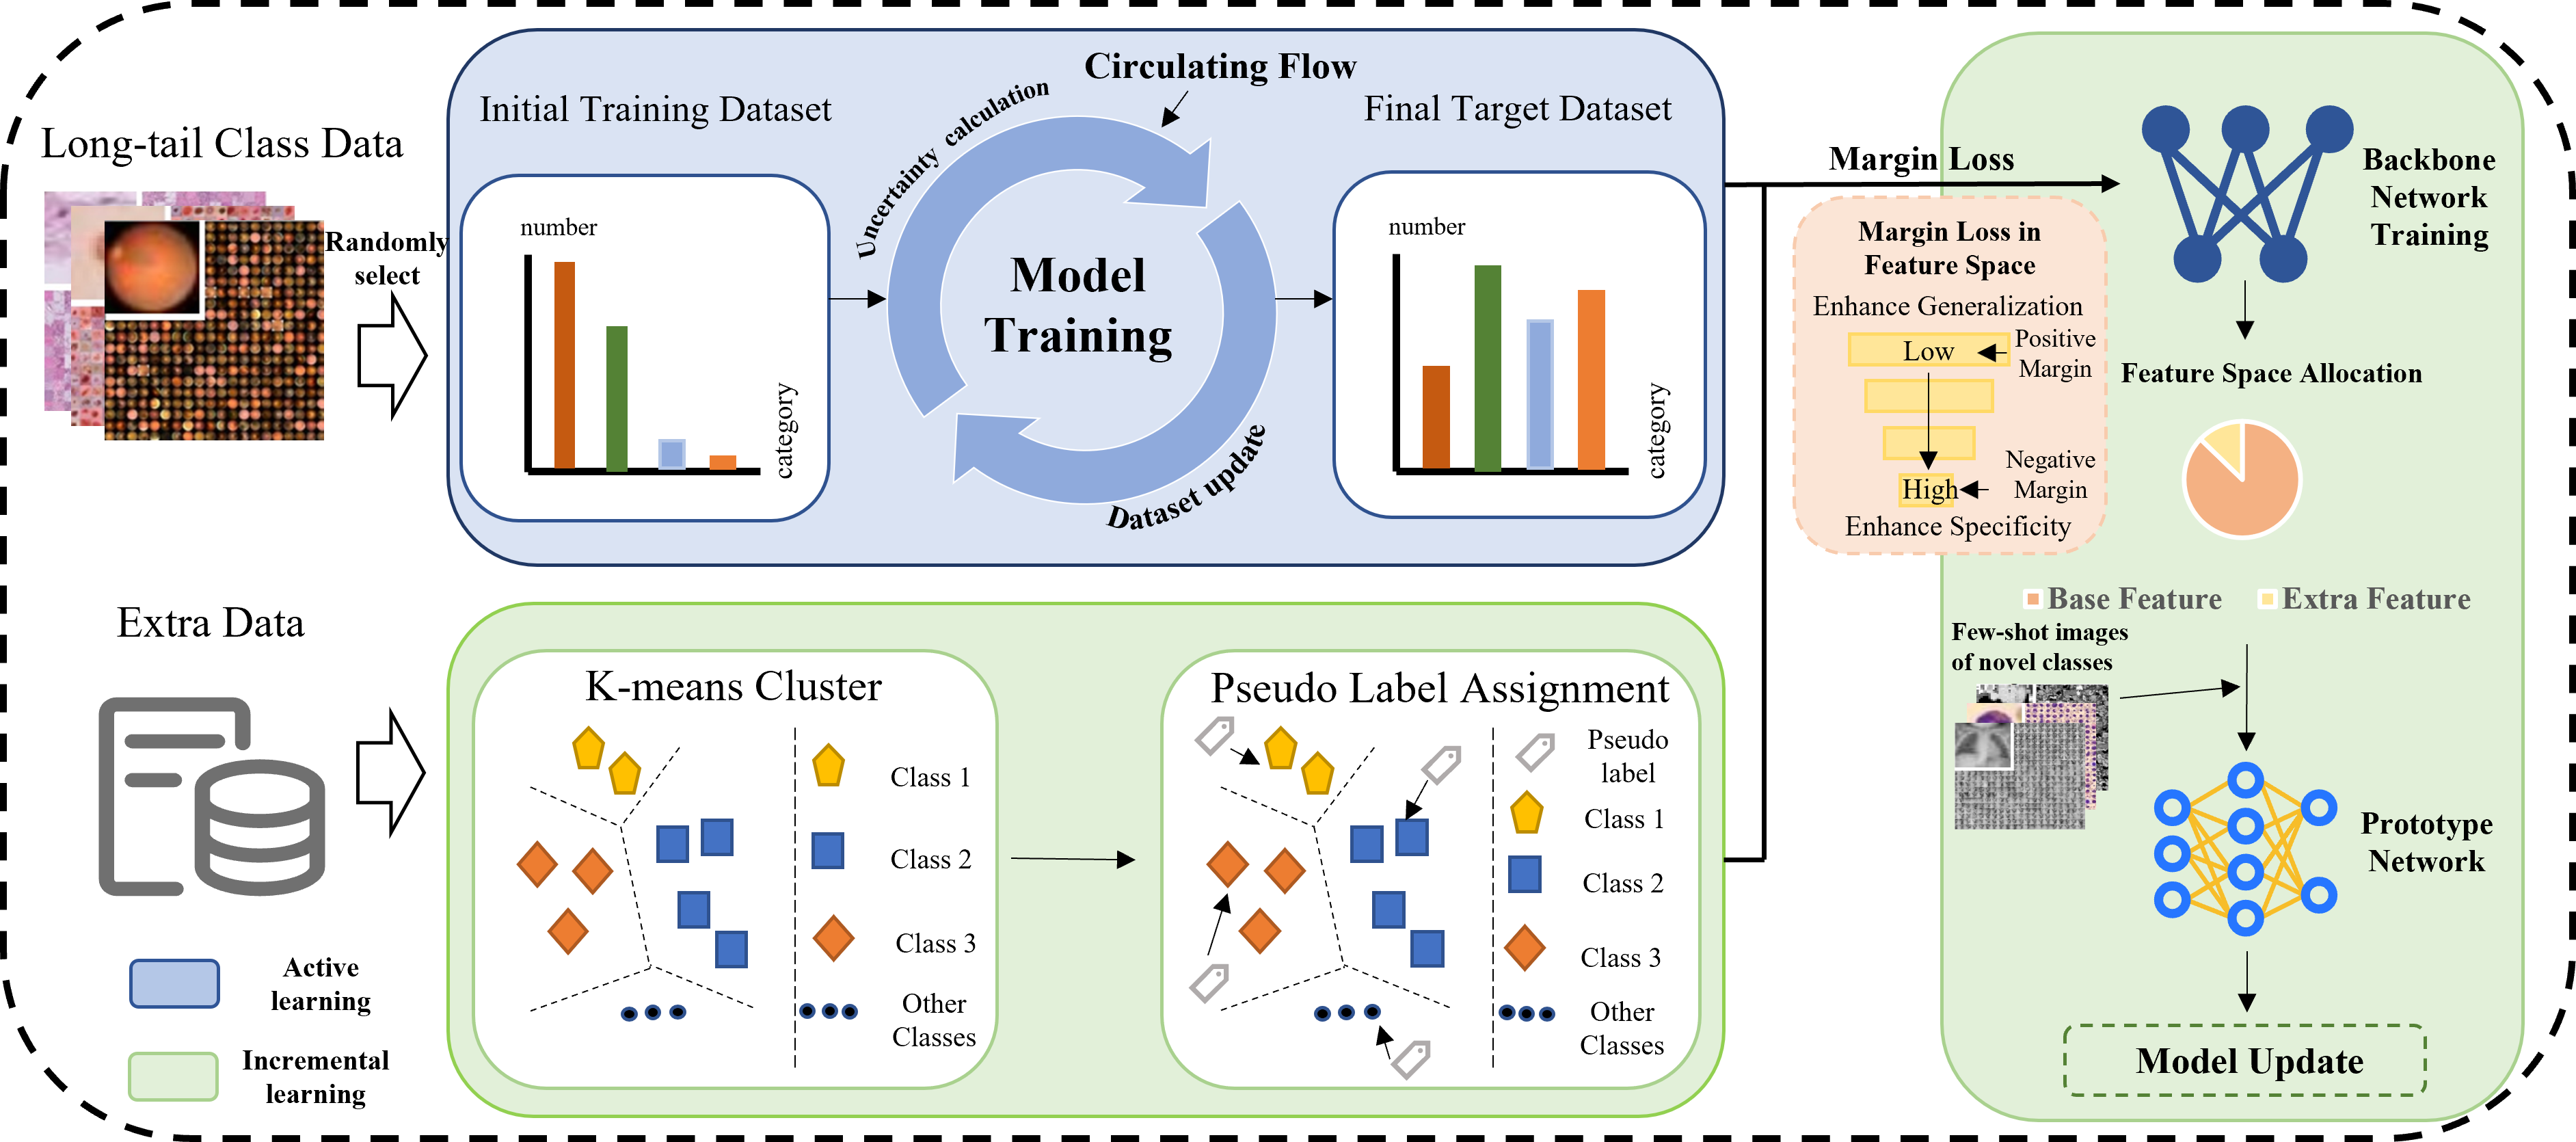 Long-tail Class Data
Randomly
select
Initial Training Dataset
number
category
Circulating Flow
Uncertainty calculation
Model
Training
Dataset update
Final Target Dataset
number
category
Margin Loss
Margin Loss in
Feature Space
Enhance Generalization
Low
Positive
Margin
High
Negative
Margin
Enhance Specificity
Backbone
Network
Training
Feature Space Allocation
Base Feature
Extra Feature
Few-shot images
of novel classes
Prototype
Network
Model Update
Extra Data
K-means Cluster
Class 1
Class 2
Class 3
Other
Classes
Pseudo Label Assignment
Pseudo
label
Class 1
Class 2
Class 3
Other
Classes
Active
learning
Incremental
learning